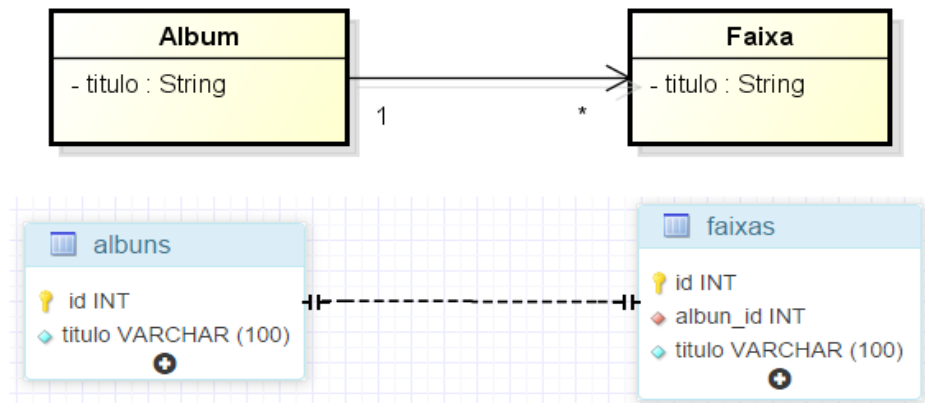 Album
- titulo : String
Faixa
- titulo : String
1
*
albuns
id INT
titulo VARCHAR (100)
faixas
id INT
albun_id INT
titulo VARCHAR (100)